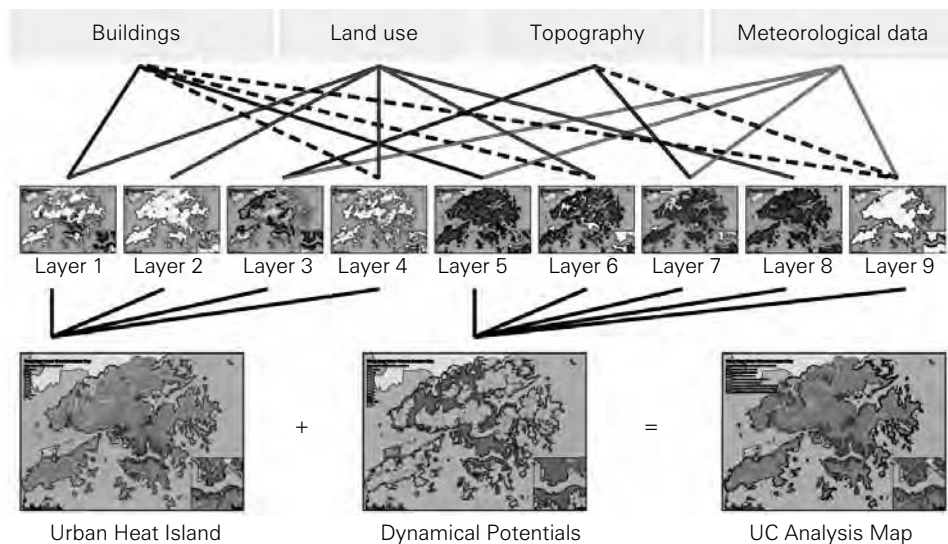 Buildings
Land use
Topography
Meteorological data
Layer 1
Layer 2
Layer 3
Layer 4
Layer 5
Layer 6
Layer 7
Layer 8
Layer 9
+
=
Urban Heat Island
Dynamical Potentials
UC Analysis Map